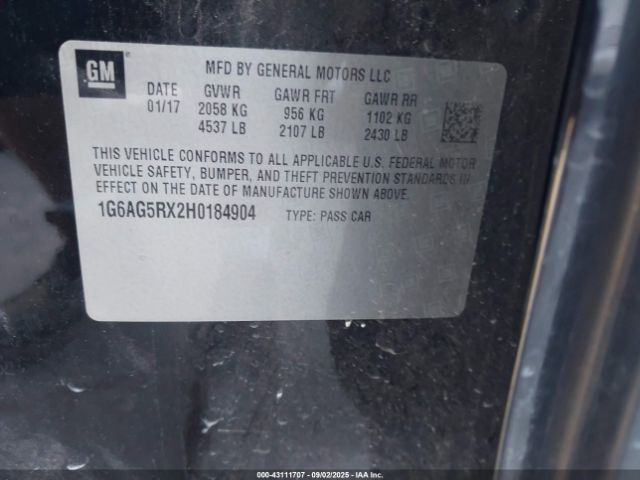 GM
MFD BY GENERAL MOTORS LLC
DATE GVWR GAWR FRT GAWR RR
01/17 2058 KG 956 KG 1102 KG
4537 LB 2107 LB 2430 LB
THIS VEHICLE CONFORMS TO ALL APPLICABLE U.S. FEDERAL MOTOR
VEHICLE SAFETY, BUMPER, AND THEFT PREVENTION STANDARDS IN
EFFECT ON THE DATE OF MANUFACTURE SHOWN ABOVE.
1G6AG5RX2H0184904 TYPE: PASS CAR
000-43111707 - 09/02/2025 - IAAI.com